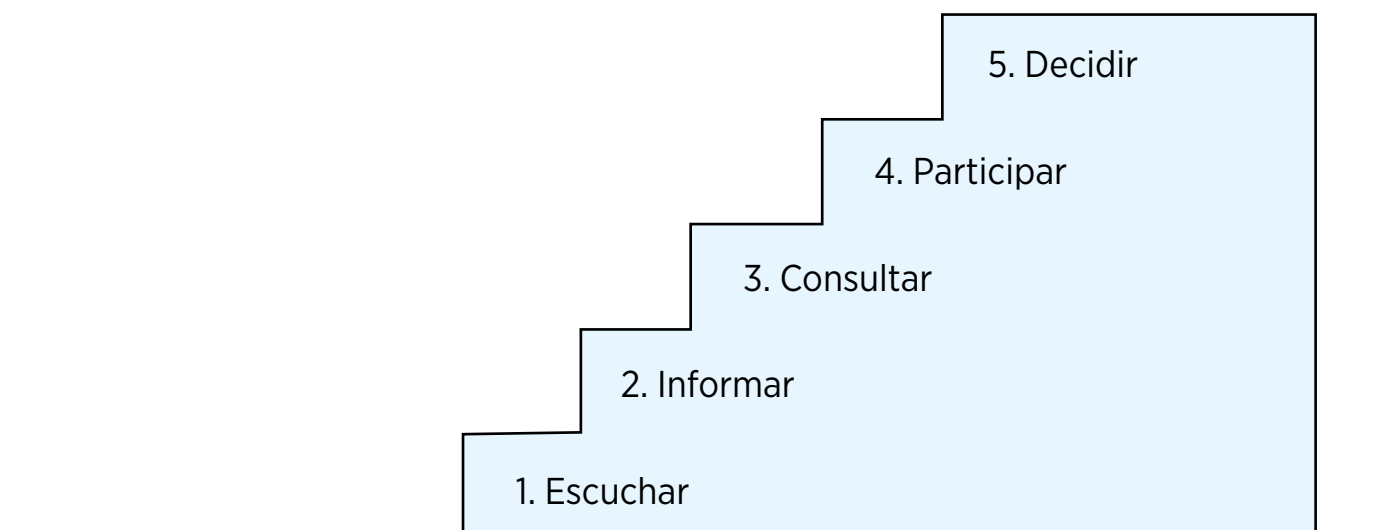 5. Decidir
4. Participar
3. Consultar
2. Informar
1. Escuchar